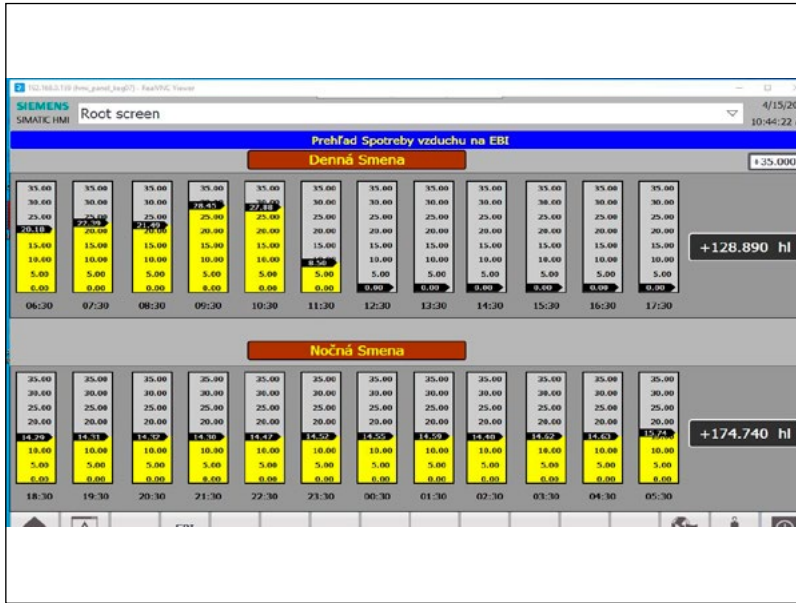 SIEMENS
SIMATIC HMI
Root screen
10:44:22
Prehľad Spotreby vzduchu na EBI
Denná Smena
+35.000
35.00 35.00 35.00 35.00 35.00 35.00 35.00 35.00 35.00 35.00 35.00 35.00
30.00 30.00 30.00 30.00 30.00 30.00 30.00 30.00 30.00 30.00 30.00
28.45 27.88
25.00 25.00 25.00 25.00 25.00 25.00 25.00 25.00 25.00 25.00
20.10 22.39 21.49 20.00 20.00 20.00 20.00 20.00 20.00 20.00 20.00 20.00
15.00 15.00 15.00 15.00 15.00 15.00 15.00 15.00 15.00 15.00 15.00 15.00
10.00 10.00 10.00 10.00 10.00 8.50 10.00 10.00 10.00 10.00 10.00 10.00
+128.890 hl
5.00 5.00 5.00 5.00 5.00 5.00 5.00 5.00 5.00 5.00 5.00 5.00
0.00 0.00 0.00 0.00 0.00 0.00 0.00 0.00 0.00 0.00 0.00 0.00
06:30 07:30 08:30 09:30 10:30 11:30 12:30 13:30 14:30 15:30 16:30 17:30
Nočná Smena
35.00 35.00 35.00 35.00 35.00 35.00 35.00 35.00 35.00 35.00 35.00 35.00
30.00 30.00 30.00 30.00 30.00 30.00 30.00 30.00 30.00 30.00 30.00 30.00
25.00 25.00 25.00 25.00 25.00 25.00 25.00 25.00 25.00 25.00 25.00 25.00
20.00 20.00 20.00 20.00 20.00 20.00 20.00 20.00 20.00 20.00 20.00 20.00
14.29 14.31 14.32 14.30 14.47 14.52 14.55 14.59 14.40 14.62 14.63 15.74
+174.740 hl
10.00 10.00 10.00 10.00 10.00 10.00 10.00 10.00 10.00 10.00 10.00 10.00
5.00 5.00 5.00 5.00 5.00 5.00 5.00 5.00 5.00 5.00 5.00 5.00
0.00 0.00 0.00 0.00 0.00 0.00 0.00 0.00 0.00 0.00 0.00 0.00
18:30 19:30 20:30 21:30 22:30 23:30 00:30 01:30 02:30 03:30 04:30 05:30